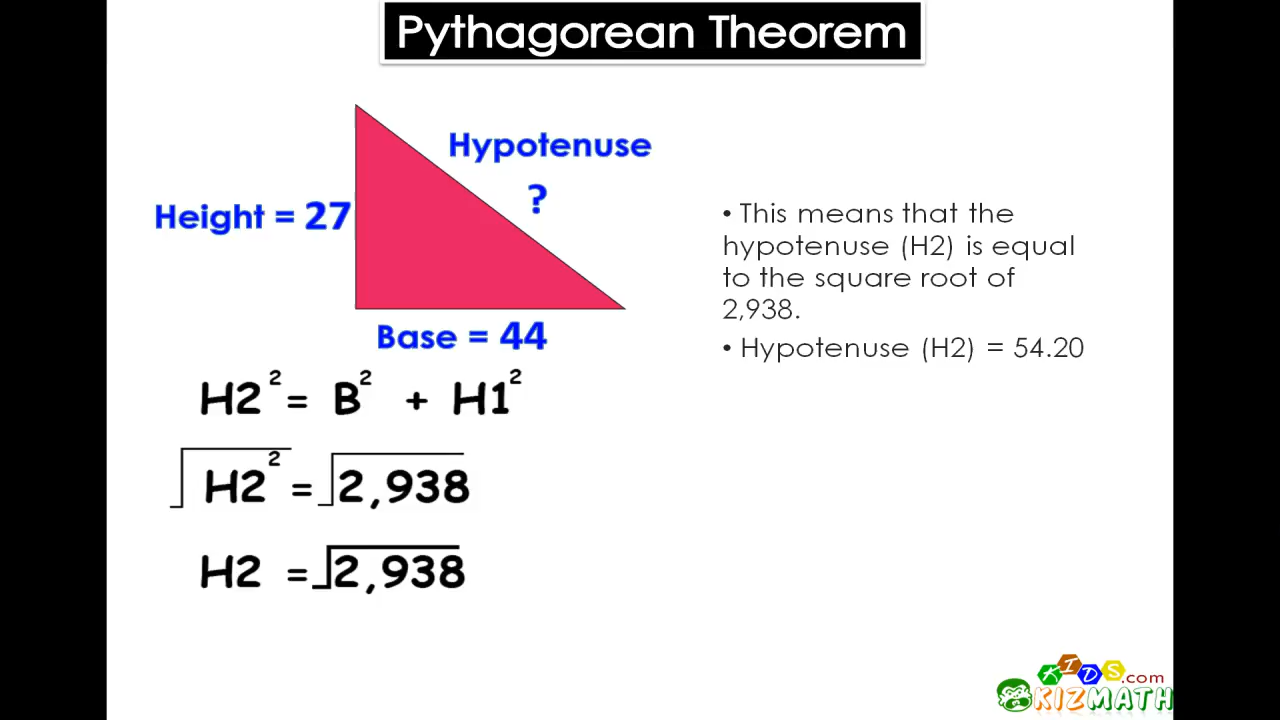 Pythagorean Theorem
Hypotenuse
?
Height = 27
Base = 44
H2² = B² + H1²
√H2² = √2,938
H2 = √2,938
• This means that the
hypotenuse (H2) is equal
to the square root of
2,938.
• Hypotenuse (H2) = 54.20
KIDS.com
KIZMATH